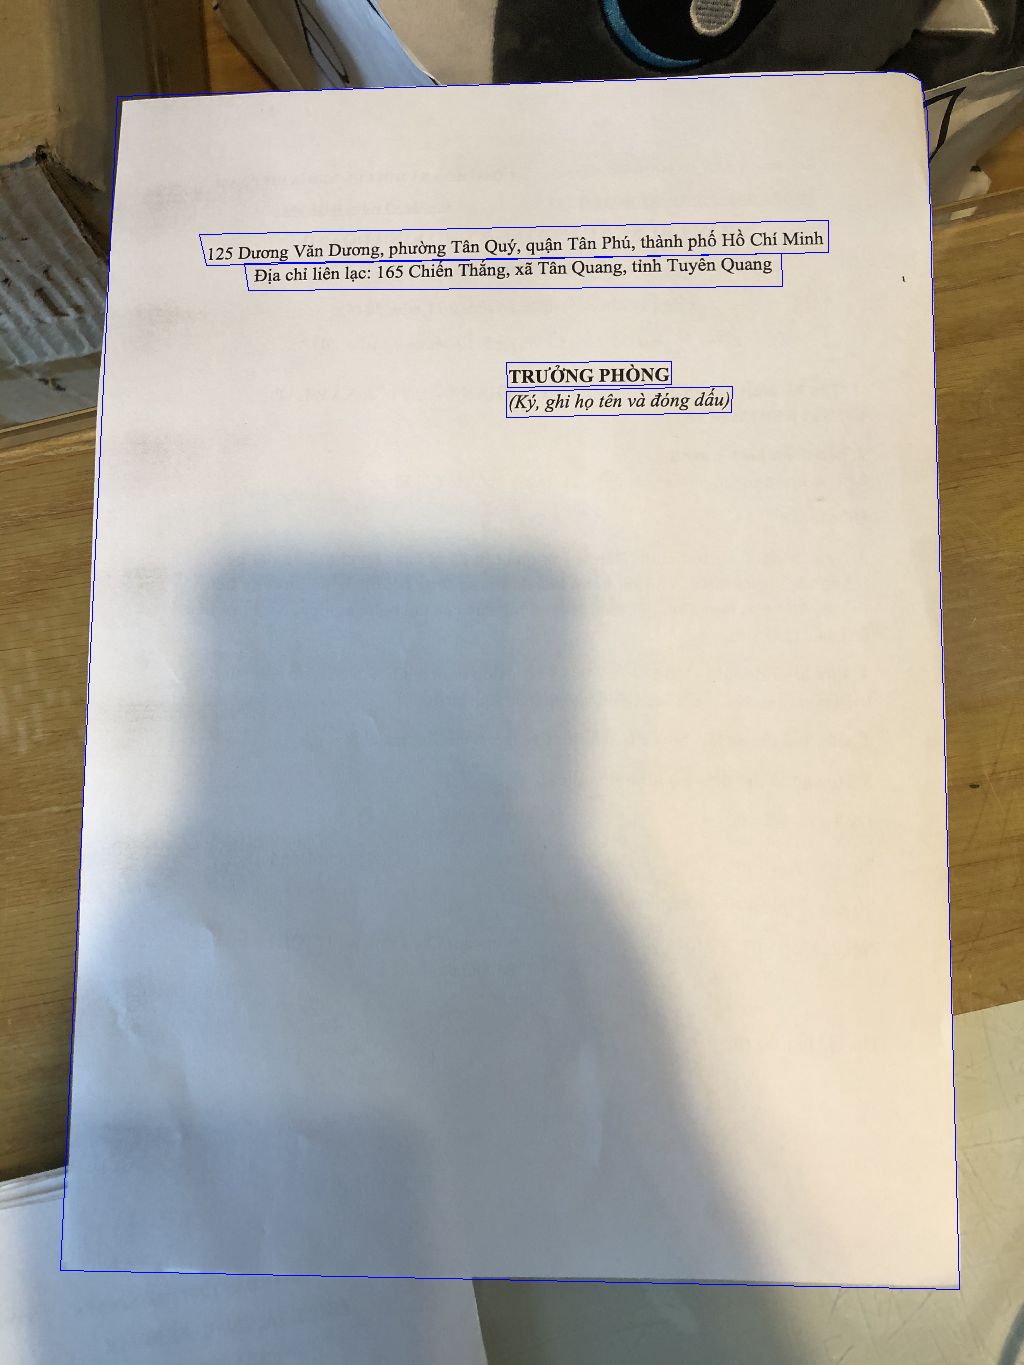 125 Dương Văn Dương, phường Tân Quý, quận Tân Phú, thành phố Hồ Chí Minh
Địa chỉ liên lạc: 165 Chiến Thắng, xã Tân Quang, tỉnh Tuyên Quang
TRƯỞNG PHÒNG
(Ký, ghi họ tên và đóng dấu)